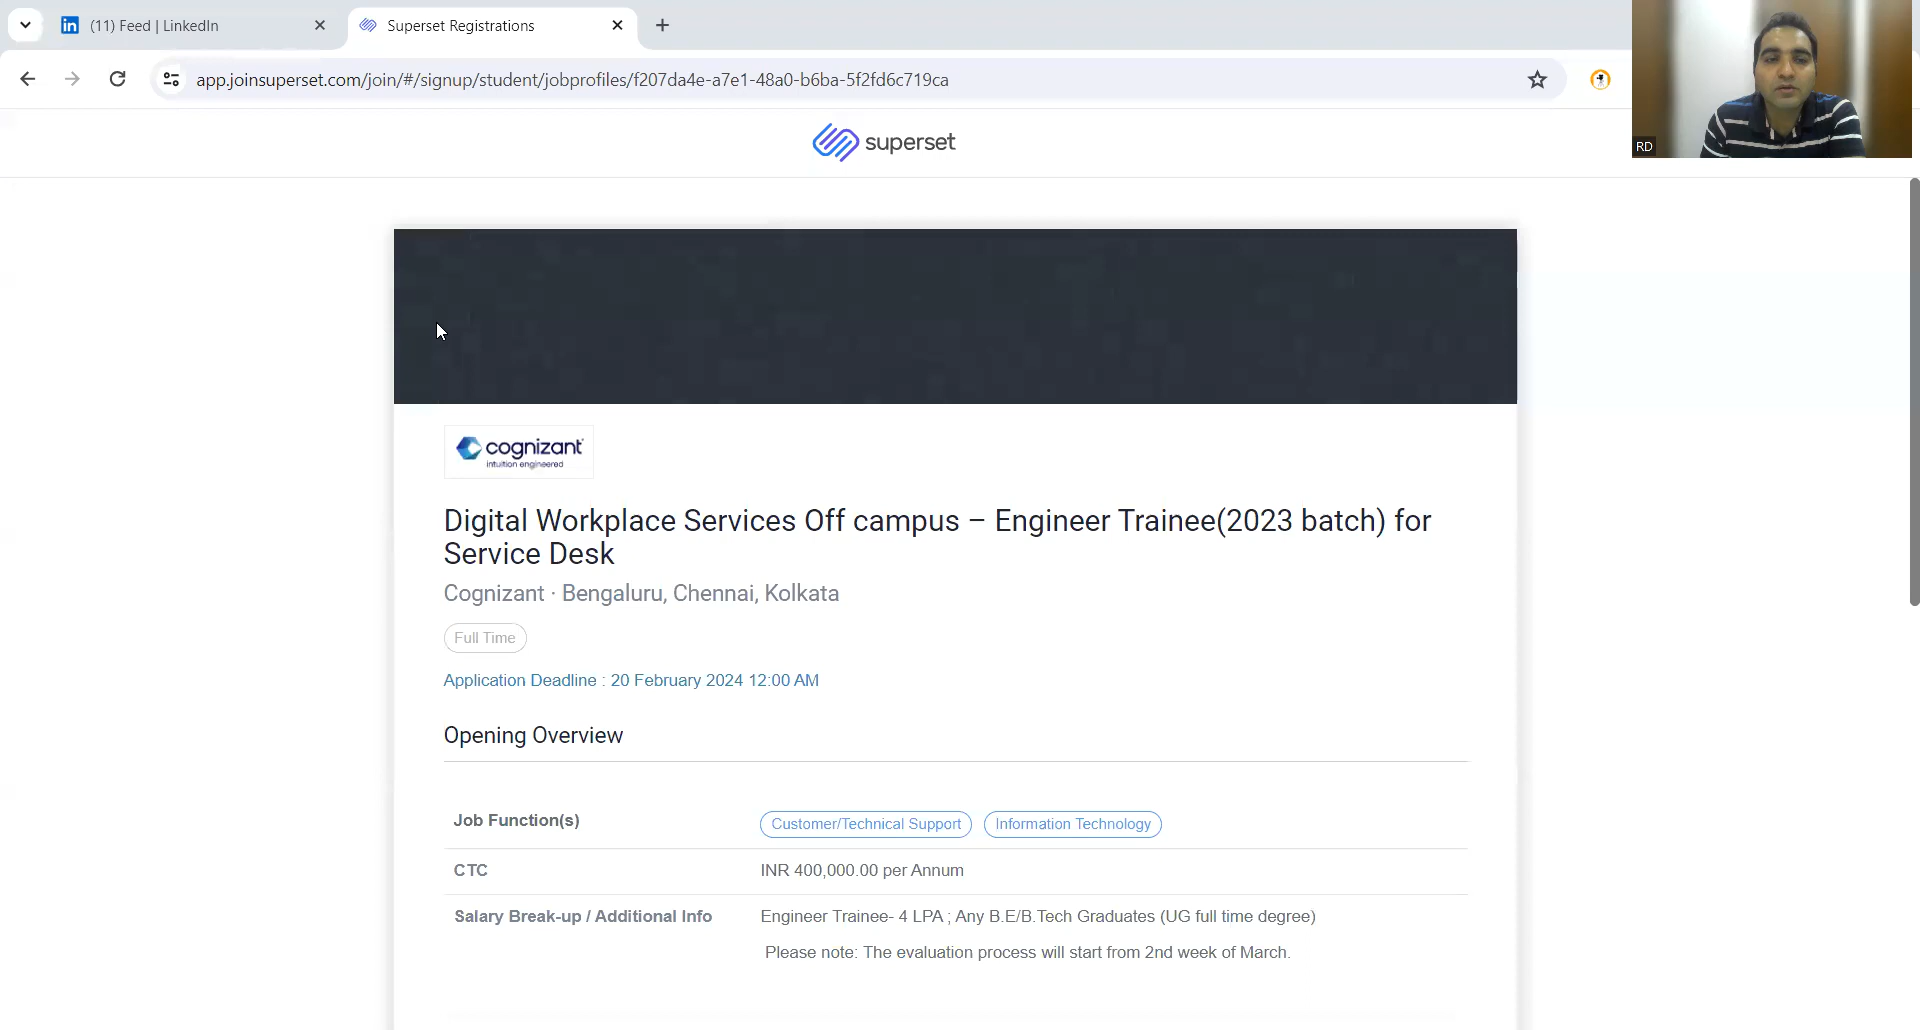 (11) Feed | LinkedIn
Superset Registrations
app.joinsuperset.com/join/#/signup/student/jobprofiles/f207da4e-a7e1-48a0-b6ba-5f2fd6c719ca
superset
RD
cognizant
intuition engineered
Digital Workplace Services Off campus – Engineer Trainee(2023 batch) for
Service Desk
Cognizant · Bengaluru, Chennai, Kolkata
Full Time
Application Deadline : 20 February 2024 12:00 AM
Opening Overview
Job Function(s) Customer/Technical Support Information Technology
CTC INR 400,000.00 per Annum
Salary Break-up / Additional Info Engineer Trainee- 4 LPA ; Any B.E/B.Tech Graduates (UG full time degree)
Please note: The evaluation process will start from 2nd week of March.